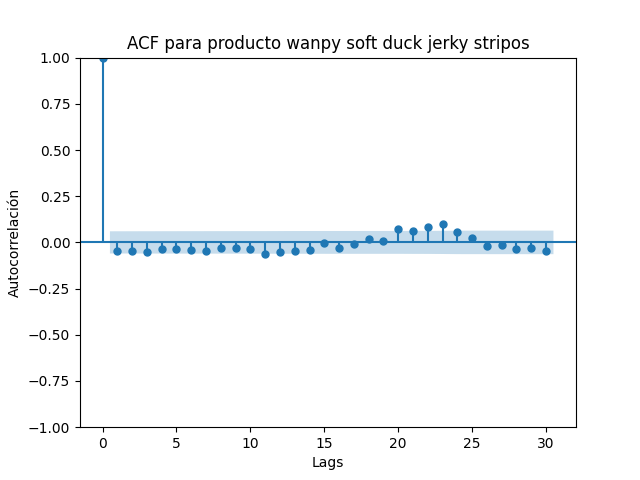 ACF para producto wanpy soft duck jerky stripos
1.00
0.75
0.50
0.25
0.00
−0.25
−0.50
−0.75
−1.00
Autocorrelación
0 5 10 15 20 25 30
Lags